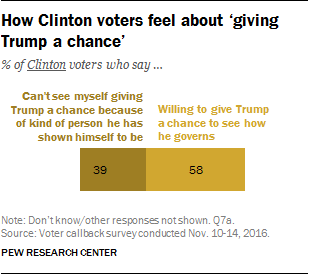 How Clinton voters feel about ‘giving
Trump a chance’
% of Clinton voters who say ...
Can't see myself giving
Trump a chance because
of kind of person he has
shown himself to be
Willing to give Trump
a chance to see how
he governs
39
58
Note: Don't know/other responses not shown. Q7a.
Source: Voter callback survey conducted Nov. 10-14, 2016.
PEW RESEARCH CENTER